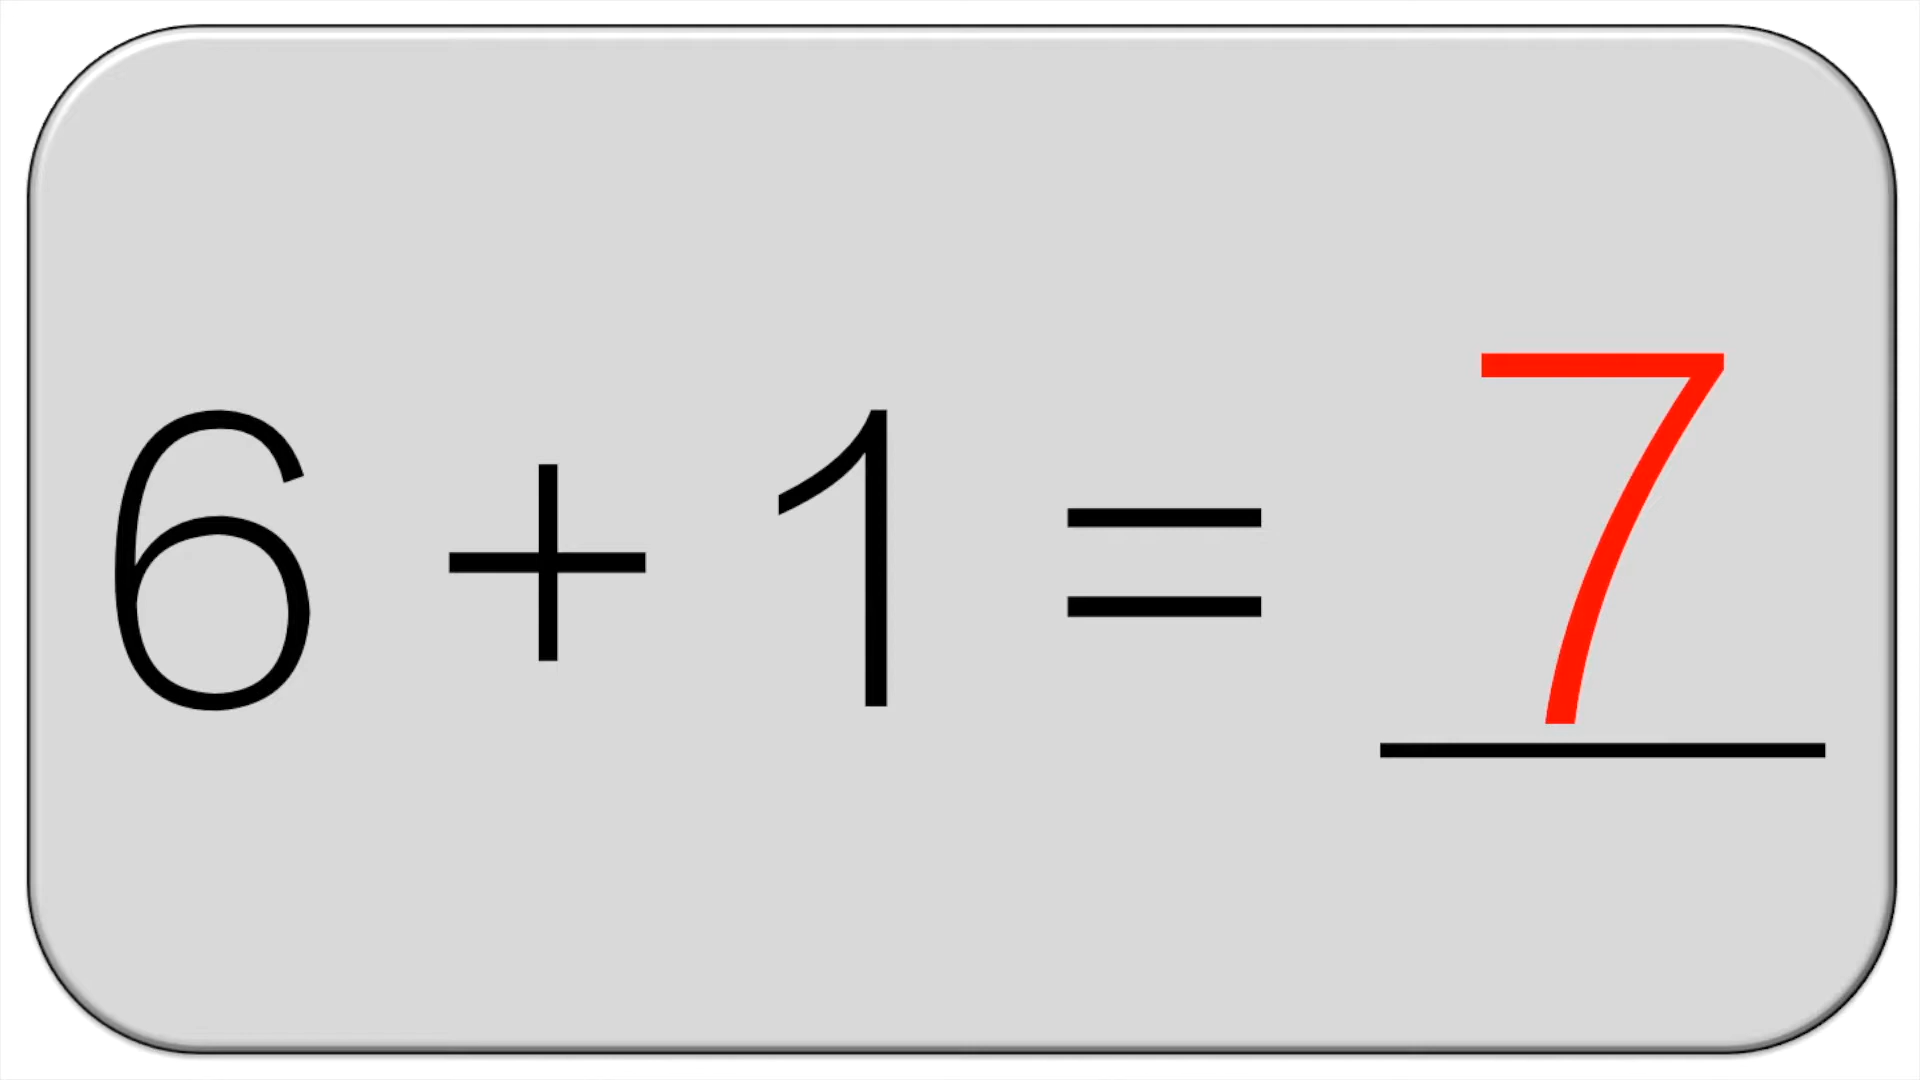 6 + 1 = 7